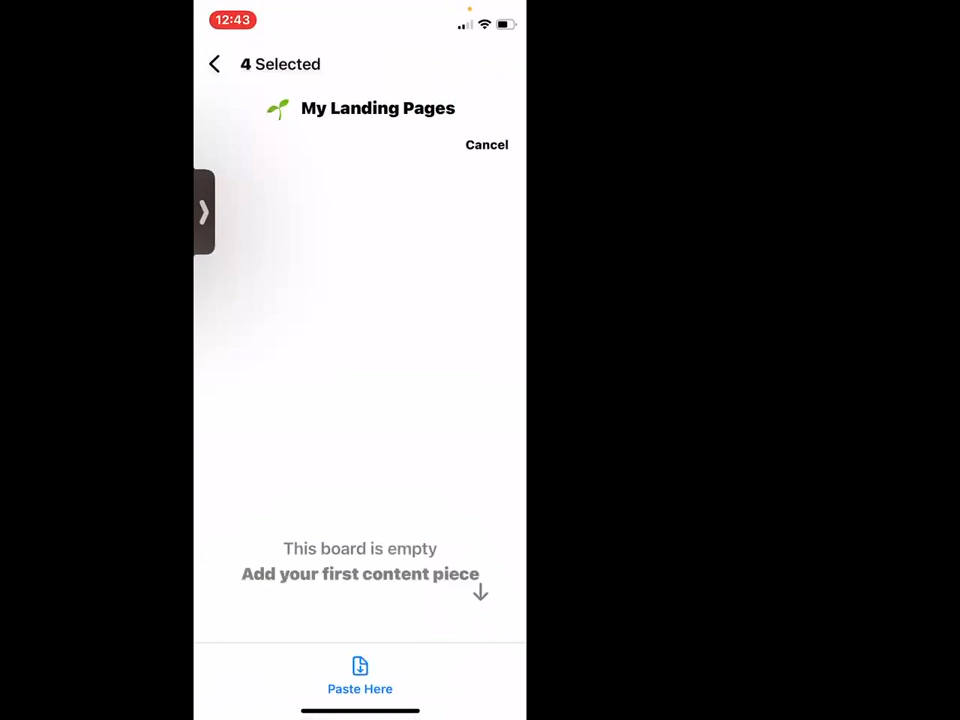 12:43
4 Selected
My Landing Pages
Cancel
This board is empty
Add your first content piece
Paste Here